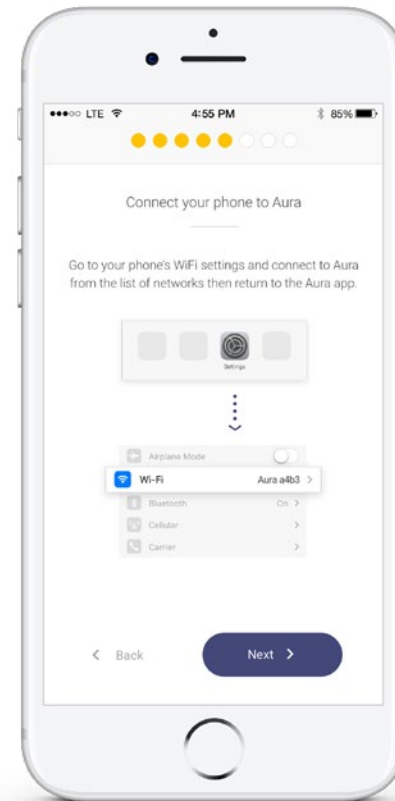 LTE 4:55 PM 85%
Connect your phone to Aura
Go to your phone's WiFi settings and connect to Aura
from the list of networks then return to the Aura app.
Settings
Airplane Mode
Wi-Fi Aura a4b3
Bluetooth On
Cellular
Carrier
Back Next